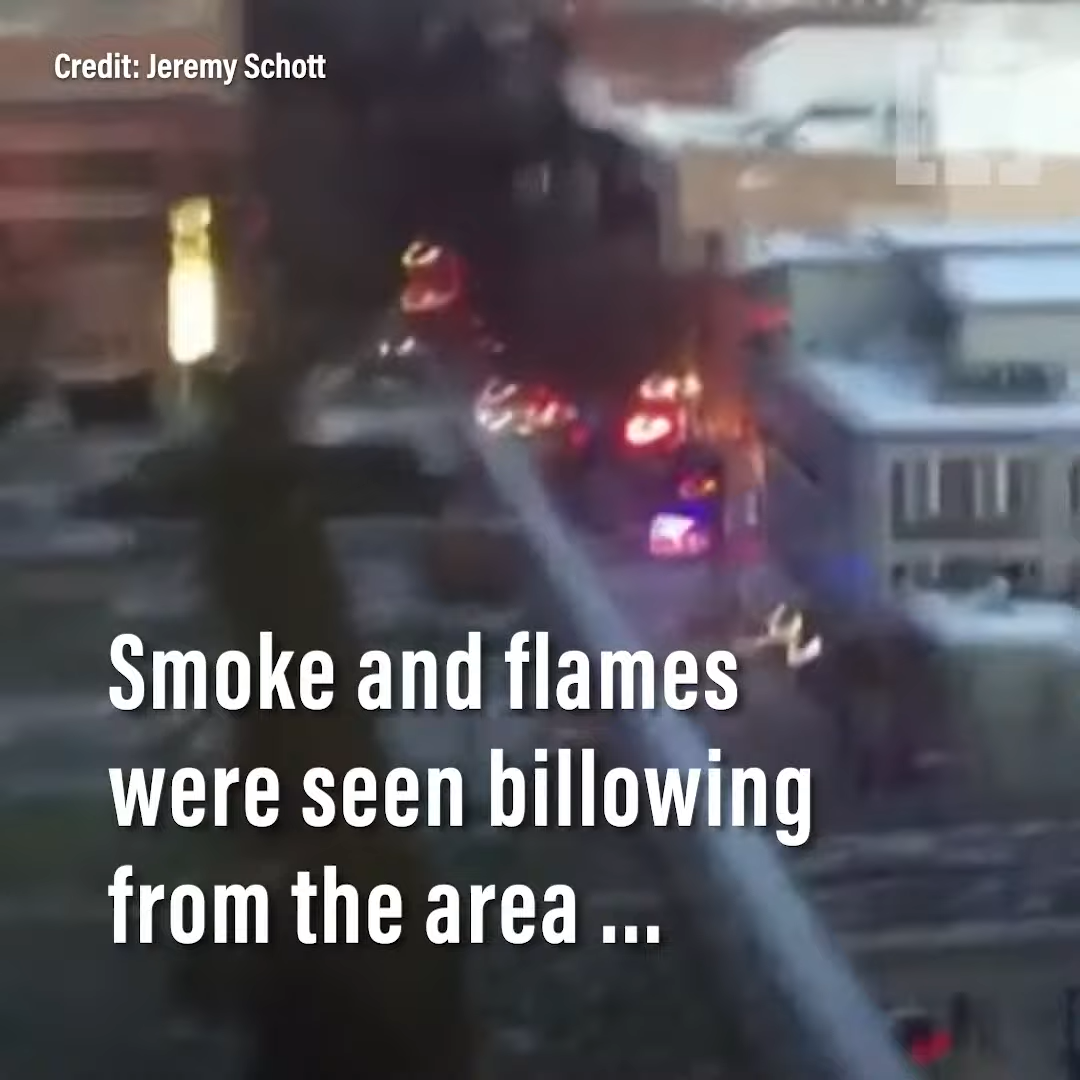 Credit: Jeremy Schott
Smoke and flames
were seen billowing
from the area ...